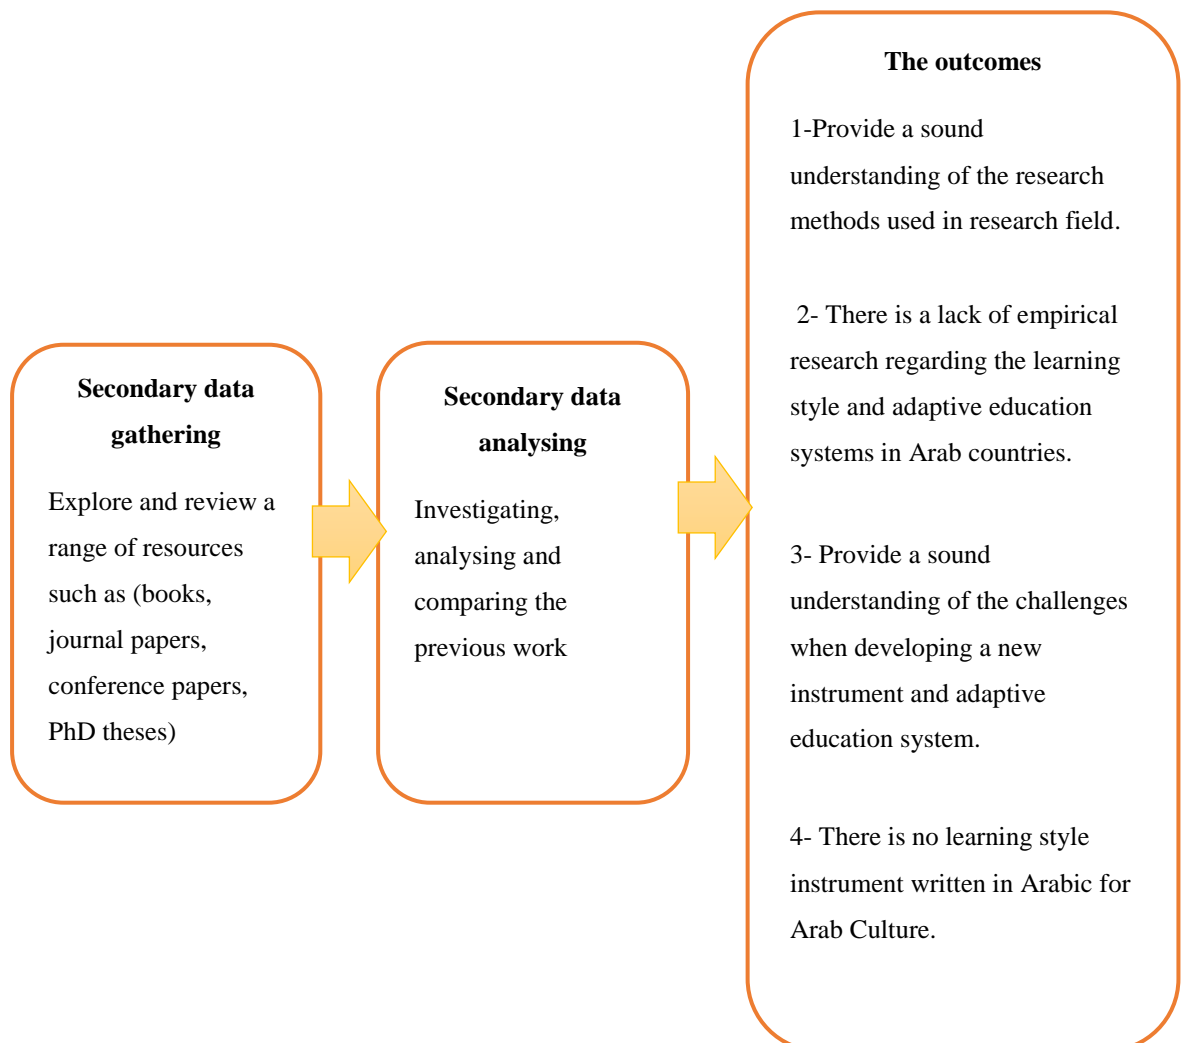 Secondary data
gathering
Explore and review a
range of resources
such as (books,
journal papers,
conference papers,
PhD theses)
Secondary data
analysing
Investigating,
analysing and
comparing the
previous work
The outcomes
1-Provide a sound
understanding of the research
methods used in research field.
2- There is a lack of empirical
research regarding the learning
style and adaptive education
systems in Arab countries.
3- Provide a sound
understanding of the challenges
when developing a new
instrument and adaptive
education system.
4- There is no learning style
instrument written in Arabic for
Arab Culture.